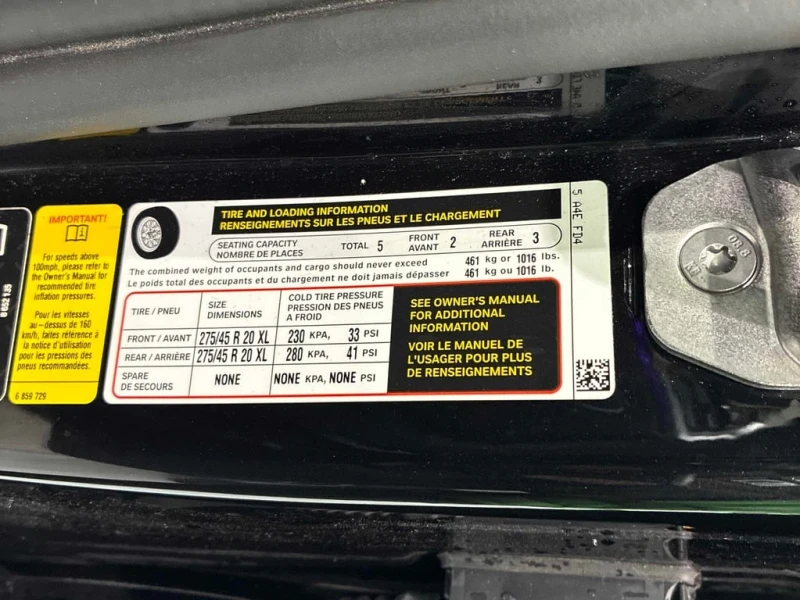 IMPORTANT!
For speeds above
100mph, please refer to
the Owner's Manual for
recommended tire
inflation pressures.
Pour les vitesses
au-dessus de 160
km/h, faites référence à
la notice d'utilisation
pour les pressions des
pneus recommandées.
6 859 729
TIRE AND LOADING INFORMATION
RENSEIGNEMENTS SUR LES PNEUS ET LE CHARGEMENT
SEATING CAPACITY
NOMBRE DE PLACES
TOTAL 5
FRONT
AVANT 2
REAR
ARRIÈRE 3
The combined weight of occupants and cargo should never exceed 461 kg or 1016 lbs.
Le poids total des occupants et du chargement ne doit jamais dépasser 461 kg ou 1016 lb.
TIRE / PNEU
SIZE
DIMENSIONS
COLD TIRE PRESSURE
PRESSION DES PNEUS
A FROID
FRONT / AVANT 275/45 R 20 XL 230 KPA, 33 PSI
REAR / ARRIÈRE 275/45 R 20 XL 280 KPA, 41 PSI
SPARE
DE SECOURS
NONE NONE KPA, NONE PSI
SEE OWNER'S MANUAL
FOR ADDITIONAL
INFORMATION
VOIR LE MANUEL DE
L'USAGER POUR PLUS
DE RENSEIGNEMENTS
5 A4E FD4